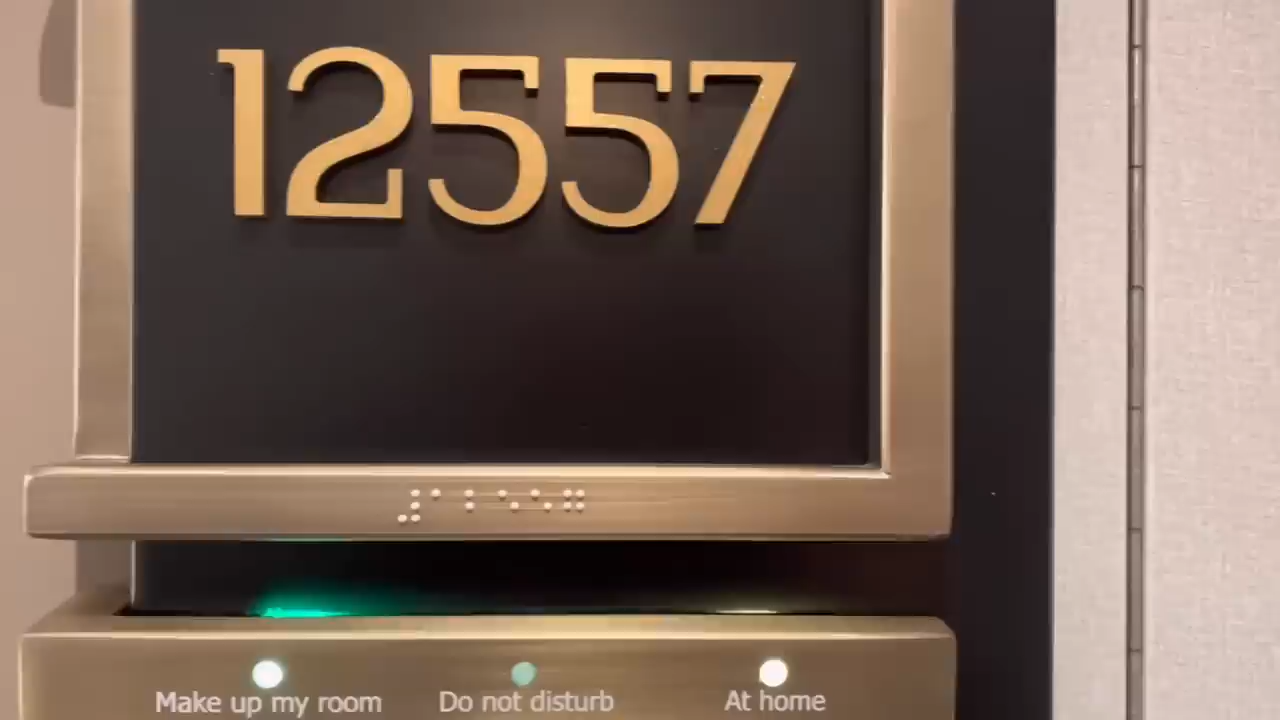 12557
⠼⠁⠃⠑⠑⠛
Make up my room
Do not disturb
At home